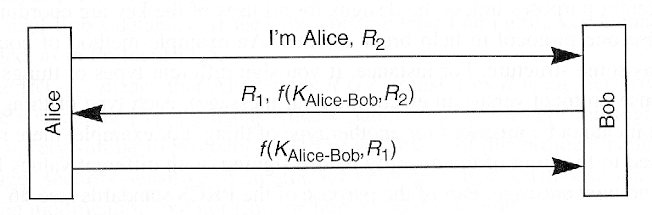 I'm Alice, R2
R1, f(KAlice-Bob,R2)
f(KAlice-Bob,R1)
Alice
Bob